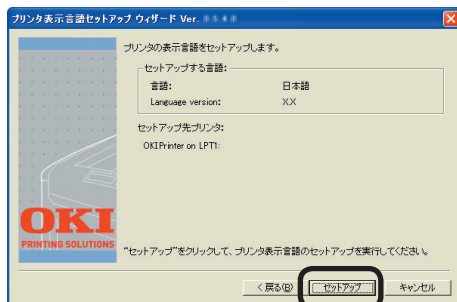 プリンタ表示言語セットアップ ウィザード Ver.
プリンタの表示言語をセットアップします。
セットアップする言語:
言語: 日本語
Language version: XX
セットアップ先プリンタ:
OKIPrinter on LPT1:
OKI
PRINTING SOLUTIONS
"セットアップ"をクリックして、プリンタ表示言語のセットアップを実行してください。
< 戻る(B) セットアップ キャンセル